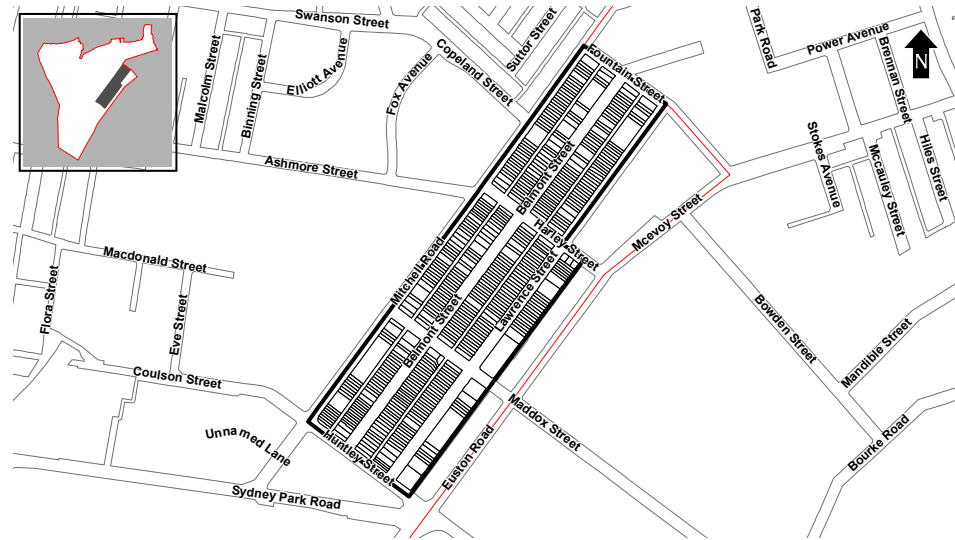 Swanson Street
Suttor Street
Park Road
Power Avenue
Malcolm Street
Binning Street
Elliott Avenue
Fox Avenue
Copeland Street
Fountain Street
Brennan Street
N
Ashmore Street
Belmont Street
Stokes Avenue
Mccauley Street
Hiles Street
Harley Street
Mcevoy Street
Macdonald Street
Mitchell Road
Lawrence Street
Flora Street
Eve Street
Belmont Street
Bowden Street
Mandible Street
Coulson Street
Unnamed Lane
Huntley Street
Maddox Street
Euston Road
Bourke Road
Sydney Park Road